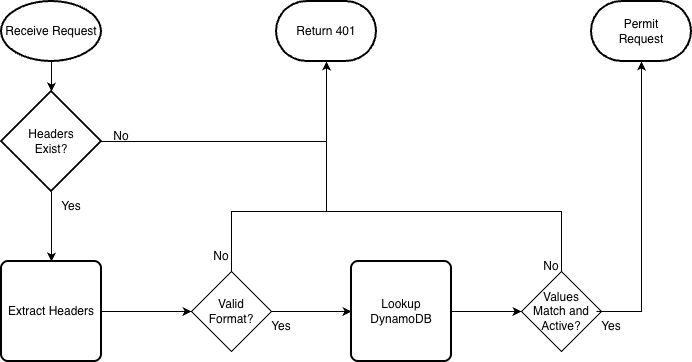 Receive Request
Return 401
Permit
Request
Headers
Exist?
No
Yes
Extract Headers
No
Valid
Format?
Yes
Lookup
DynamoDB
No
Values
Match and
Active?
Yes